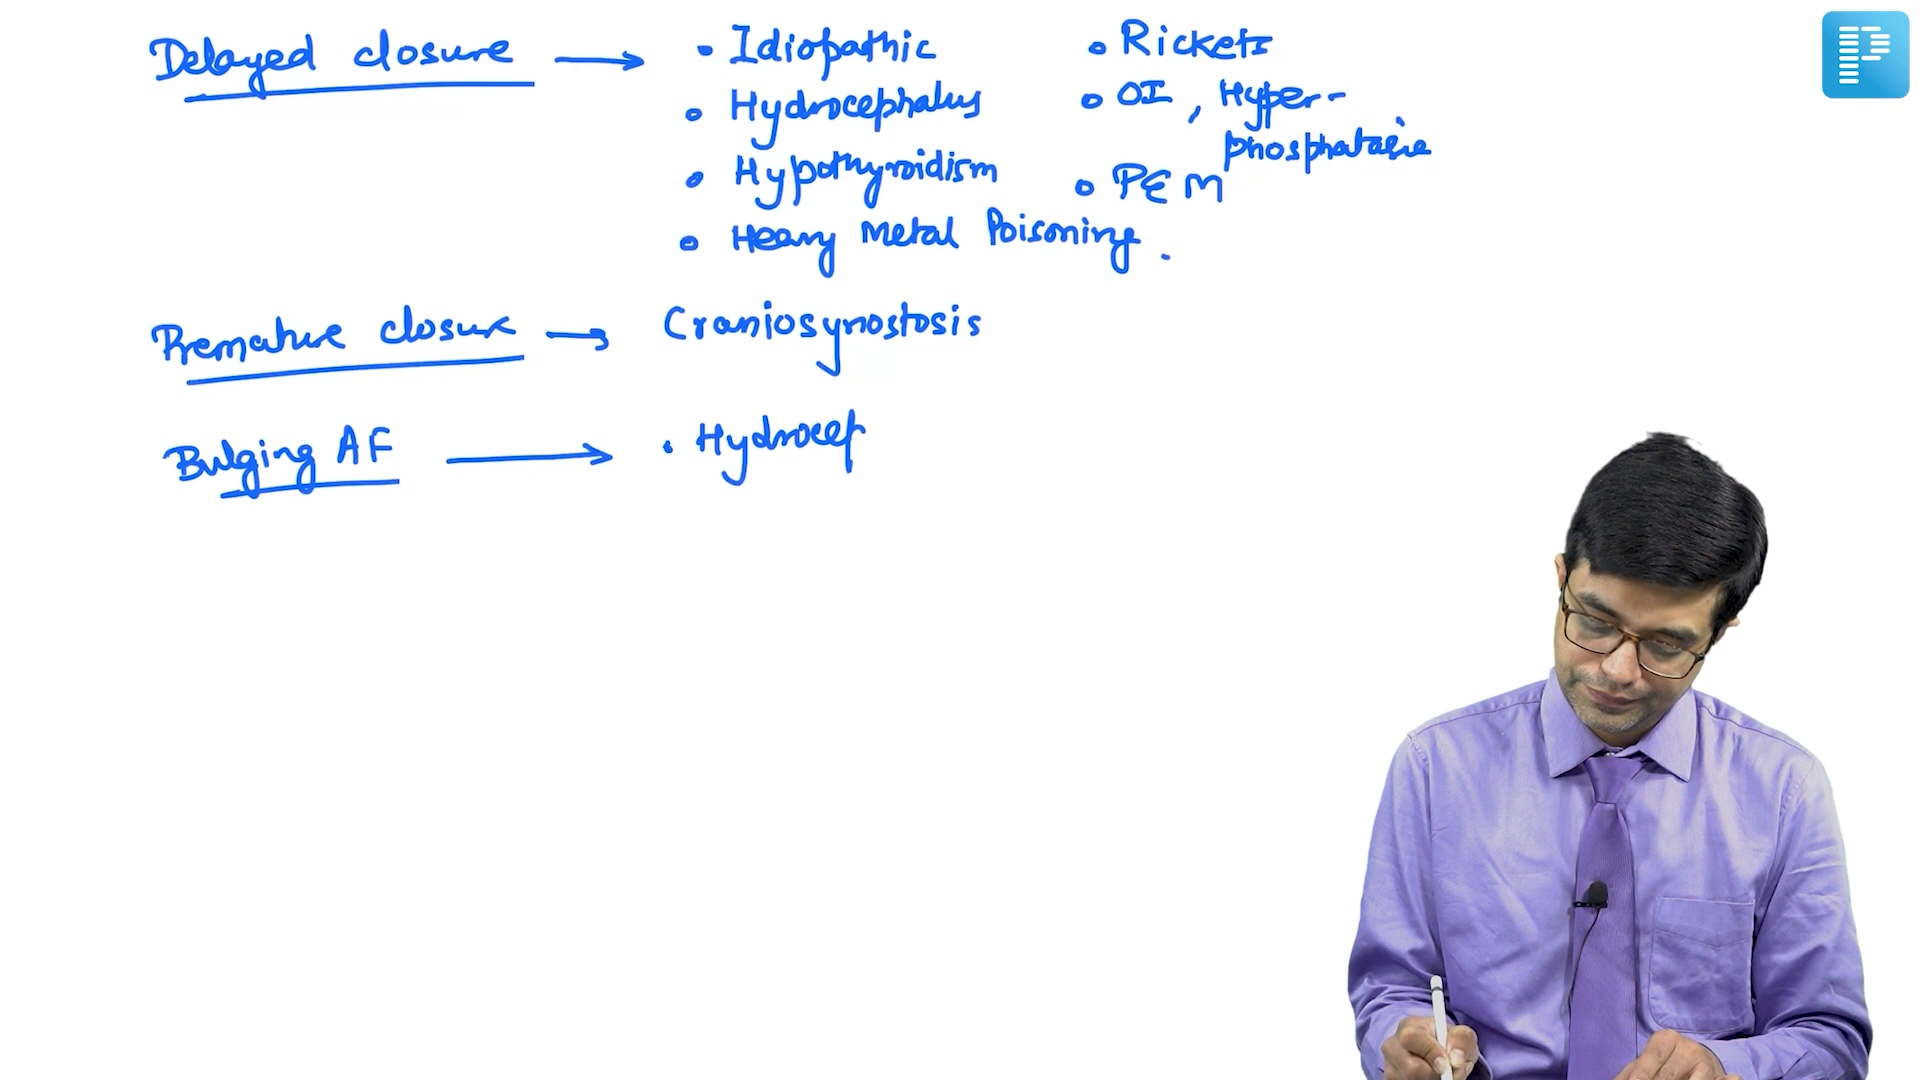 Delayed closure → • Idiopathic • Rickets
• Hydrocephalus • OI, Hyper-
phosphatasia
• Hypothyroidism • PEM
• Heavy Metal Poisoning.
Premature closure → Craniosynostosis
Bulging AF → • Hydrocep